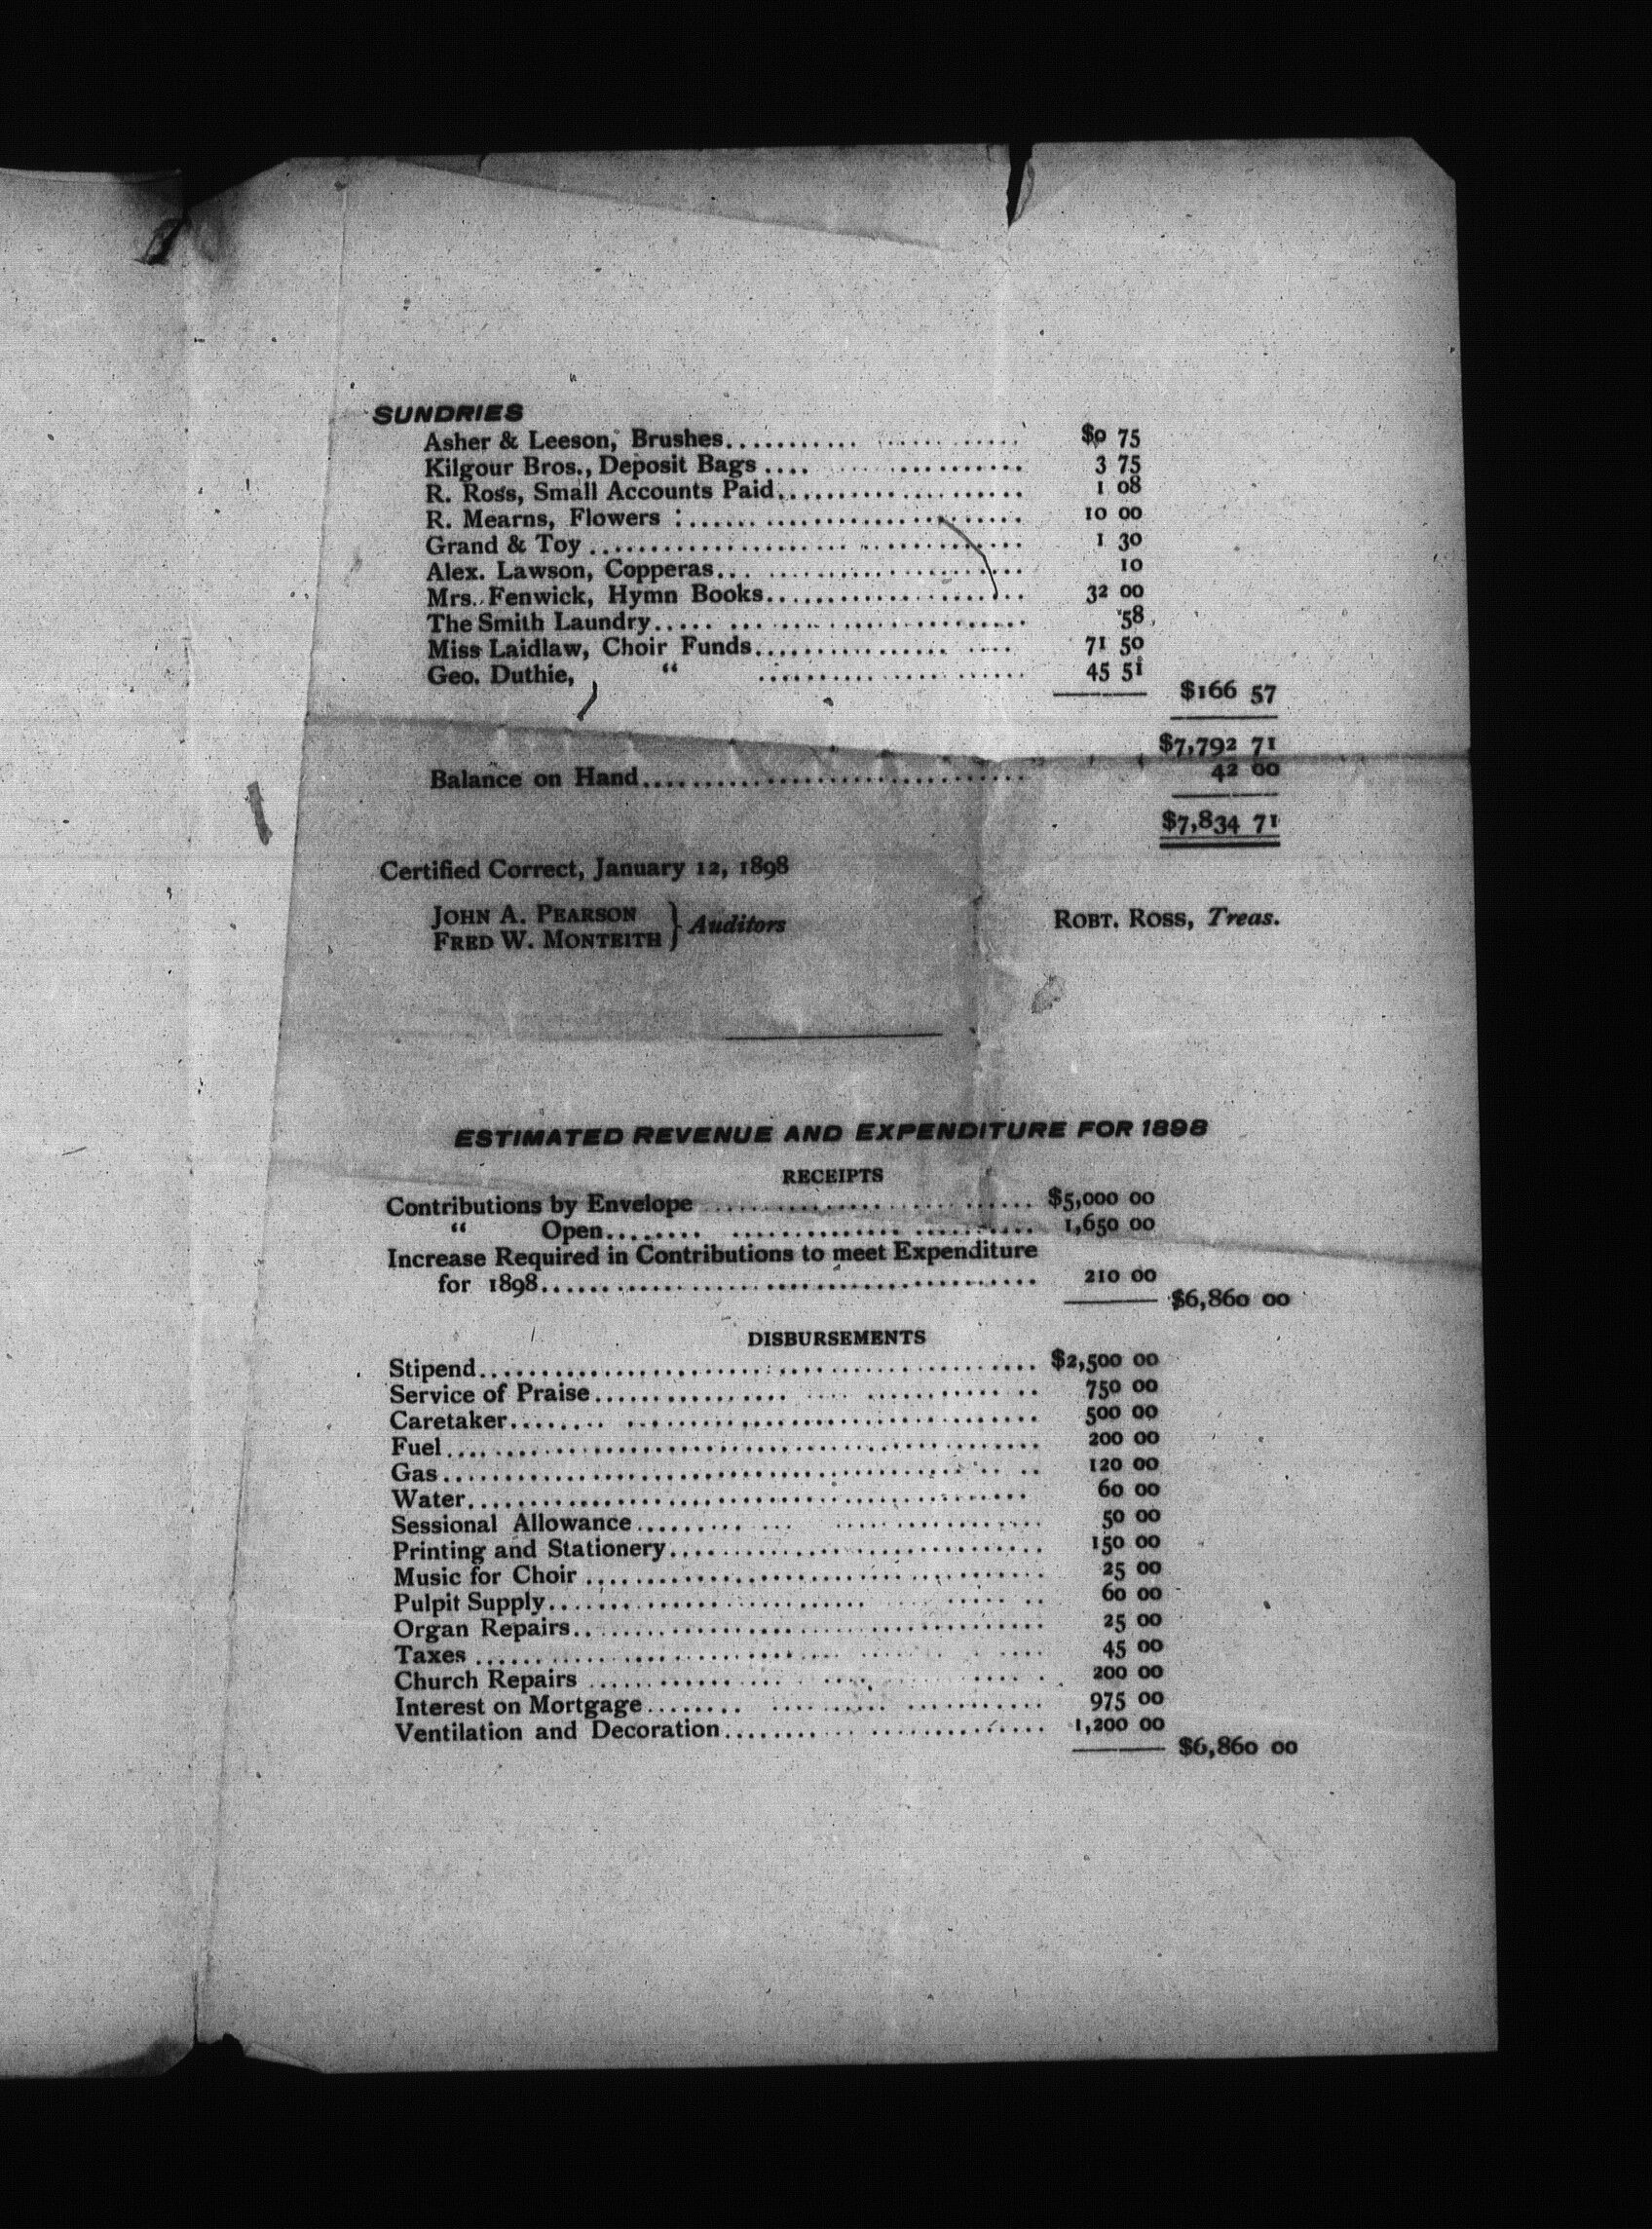 SUNDRIES
Asher & Leeson, Brushes.......... $0 75
Kilgour Bros., Deposit Bags.......... 3 75
R. Ross, Small Accounts Paid.......... 1 08
R. Mearns, Flowers :.......... 10 00
Grand & Toy.......... 1 30
Alex. Lawson, Copperas.......... 10
Mrs. Fenwick, Hymn Books.......... 32 00
The Smith Laundry.......... 58
Miss Laidlaw, Choir Funds.......... 71 50
Geo. Duthie, “ .......... 45 51
$166 57
$7,792 71
Balance on Hand.......... 42 00
$7,834 71
Certified Correct, January 12, 1898
JOHN A. PEARSON
FRED W. MONTEITH } Auditors
ROBT. ROSS, Treas.
ESTIMATED REVENUE AND EXPENDITURE FOR 1898
RECEIPTS
Contributions by Envelope.......... $5,000 00
“ Open.......... 1,650 00
Increase Required in Contributions to meet Expenditure
for 1898.......... 210 00
$6,860 00
DISBURSEMENTS
Stipend.......... $2,500 00
Service of Praise.......... 750 00
Caretaker.......... 500 00
Fuel.......... 200 00
Gas.......... 120 00
Water.......... 60 00
Sessional Allowance.......... 50 00
Printing and Stationery.......... 150 00
Music for Choir.......... 25 00
Pulpit Supply.......... 60 00
Organ Repairs.......... 25 00
Taxes.......... 45 00
Church Repairs.......... 200 00
Interest on Mortgage.......... 975 00
Ventilation and Decoration.......... 1,200 00
$6,860 00